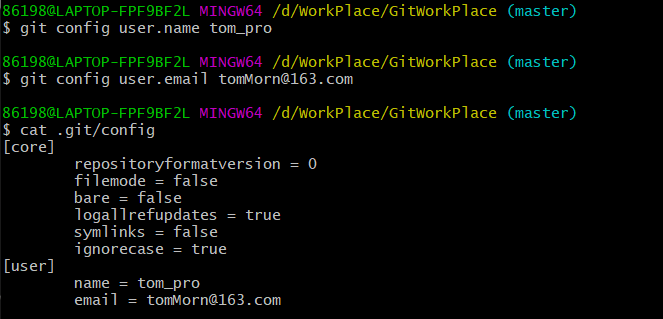 86198@LAPTOP-FPF9BF2L MINGW64 /d/WorkPlace/GitWorkPlace (master)
$ git config user.name tom_pro
86198@LAPTOP-FPF9BF2L MINGW64 /d/WorkPlace/GitWorkPlace (master)
$ git config user.email tomMorn@163.com
86198@LAPTOP-FPF9BF2L MINGW64 /d/WorkPlace/GitWorkPlace (master)
$ cat .git/config
[core]
        repositoryformatversion = 0
        filemode = false
        bare = false
        logallrefupdates = true
        symlinks = false
        ignorecase = true
[user]
        name = tom_pro
        email = tomMorn@163.com